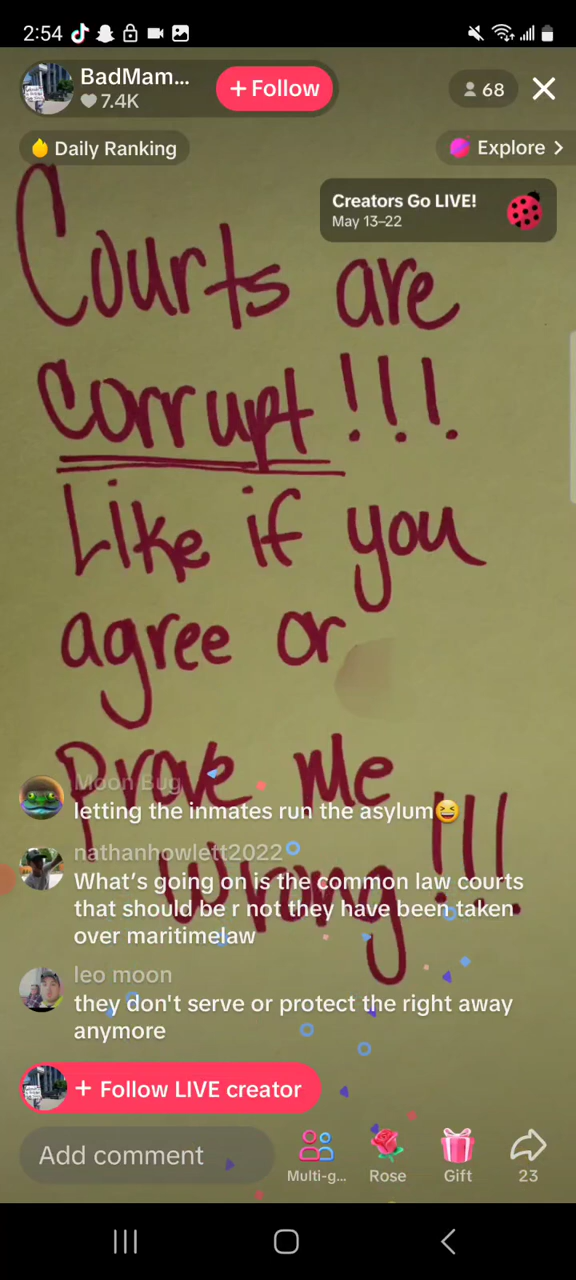 2:54
BadMam...
7.4K
+ Follow
68
Daily Ranking
Explore >
Creators Go LIVE!
May 13–22
Courts are
corrupt!!!
Like if you
agree or
prove me
wrong!!!
Moon Bug
letting the inmates run the asylum😆
nathanhowlett2022
What's going on is the common law courts
that should be r not they have been taken
over maritimelaw
leo moon
they don't serve or protect the right away
anymore
+ Follow LIVE creator
Add comment
Multi-g...
Rose
Gift
23